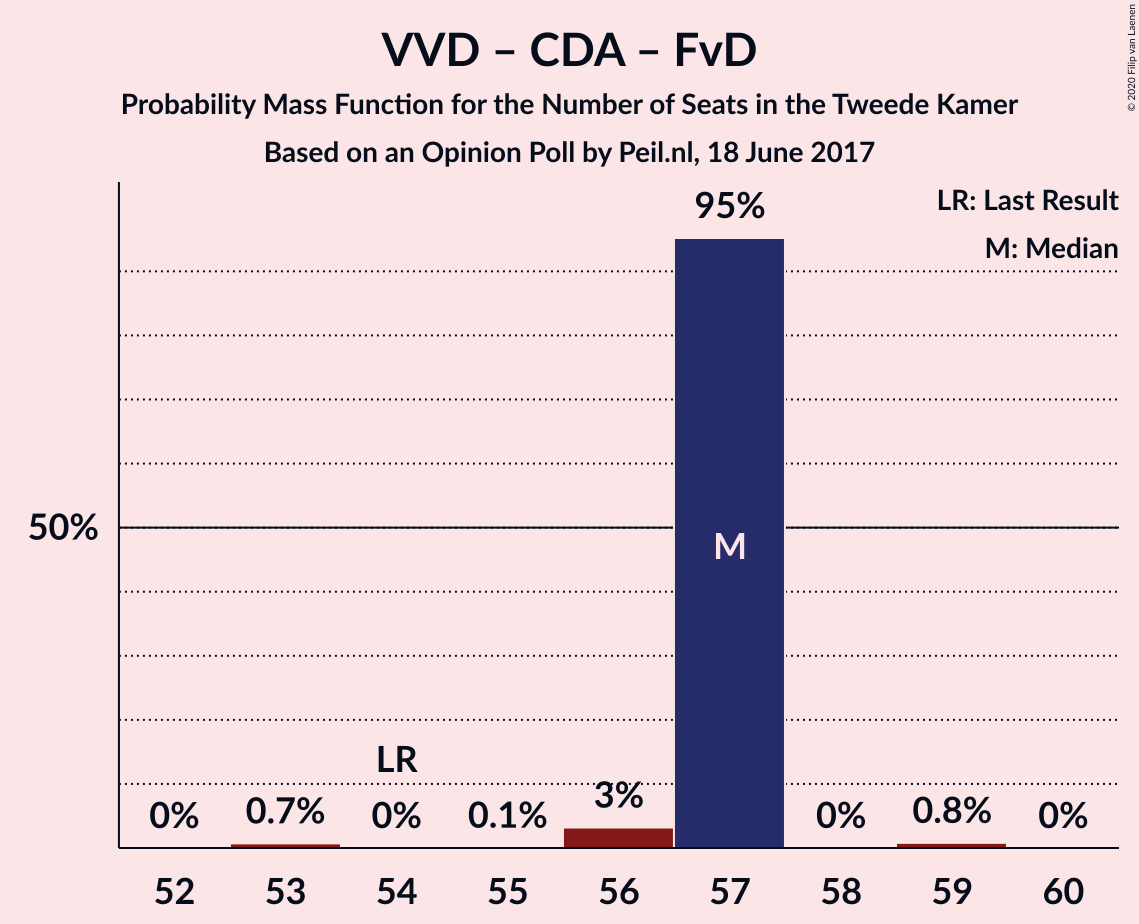 VVD – CDA – FvD
Probability Mass Function for the Number of Seats in the Tweede Kamer
Based on an Opinion Poll by Peil.nl, 18 June 2017
© 2020 Filip van Laenen
LR: Last Result
M: Median
95%
50%
M
LR
0% 0.7% 0% 0.1% 3% 0% 0.8% 0%
52 53 54 55 56 57 58 59 60